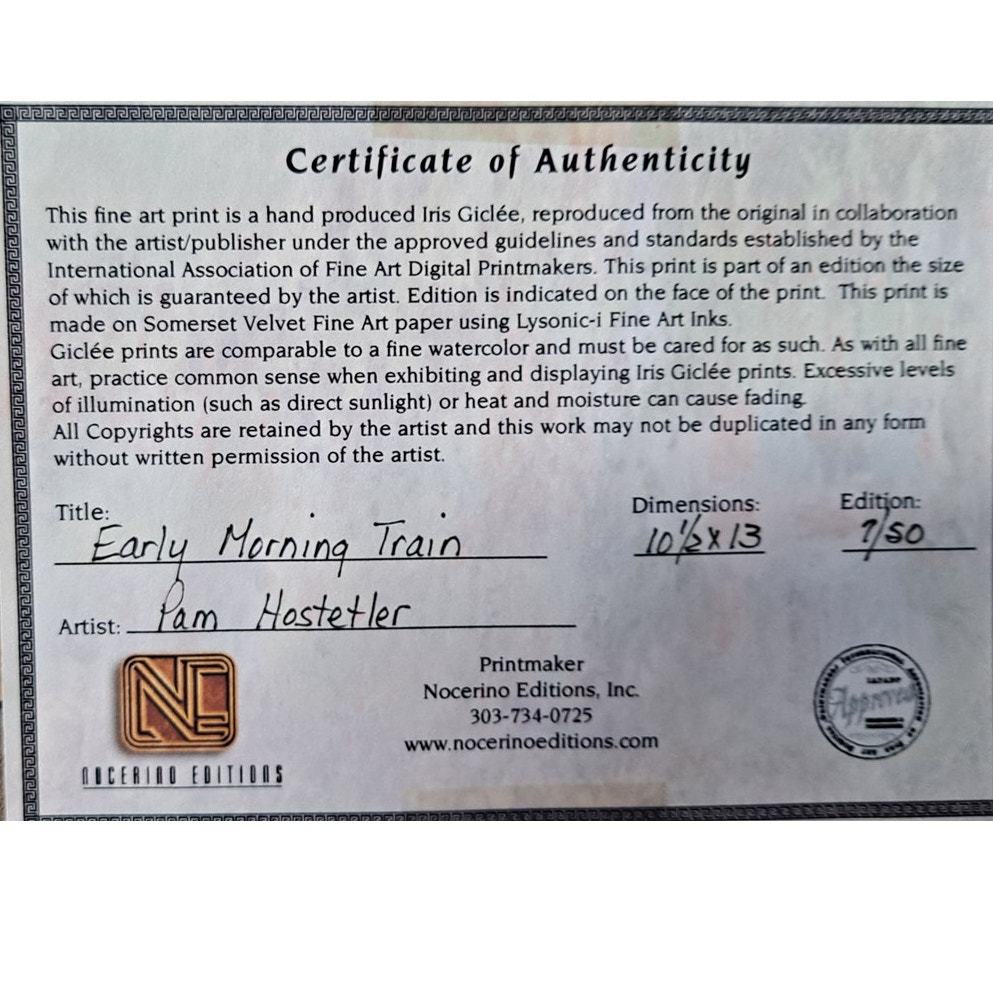 Certificate of Authenticity
This fine art print is a hand produced Iris Giclée, reproduced from the original in collaboration
with the artist/publisher under the approved guidelines and standards established by the
International Association of Fine Art Digital Printmakers. This print is part of an edition the size
of which is guaranteed by the artist. Edition is indicated on the face of the print. This print is
made on Somerset Velvet Fine Art paper using Lysonic-i Fine Art Inks.
Giclée prints are comparable to a fine watercolor and must be cared for as such. As with all fine
art, practice common sense when exhibiting and displaying Iris Giclée prints. Excessive levels
of illumination (such as direct sunlight) or heat and moisture can cause fading.
All Copyrights are retained by the artist and this work may not be duplicated in any form
without written permission of the artist.
Title: Early Morning Train
Dimensions: 10½ x 13
Edition: 7/50
Artist: Pam Hostetler
Printmaker
Nocerino Editions, Inc.
303-734-0725
www.nocerinoeditions.com
NE
NOCERINO EDITIONS
Approved